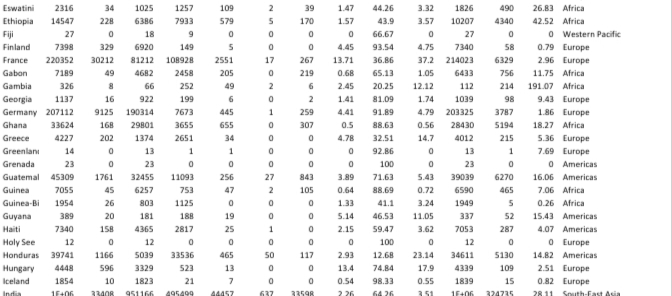 Eswatini 2316 34 1025 1257 109 2 39 1.47 44.26 3.32 1826 490 26.83 Africa
Ethiopia 14547 228 6386 7933 579 5 170 1.57 43.9 3.57 10207 4340 42.52 Africa
Fiji 27 0 18 9 0 0 0 0 66.67 0 27 0 0 Western Pacific
Finland 7398 329 6920 149 5 0 0 4.45 93.54 4.75 7340 58 0.79 Europe
France 220352 30212 81212 108928 2551 17 267 13.71 36.86 37.2 214023 6329 2.96 Europe
Gabon 7189 49 4682 2458 205 0 219 0.68 65.13 1.05 6433 756 11.75 Africa
Gambia 326 8 66 252 49 2 6 2.45 20.25 12.12 112 214 191.07 Africa
Georgia 1137 16 922 199 6 0 2 1.41 81.09 1.74 1039 98 9.43 Europe
Germany 207112 9125 190314 7673 445 1 259 4.41 91.89 4.79 203325 3787 1.86 Europe
Ghana 33624 168 29801 3655 655 0 307 0.5 88.63 0.56 28430 5194 18.27 Africa
Greece 4227 202 1374 2651 34 0 0 4.78 32.51 14.7 4012 215 5.36 Europe
Greenland 14 0 13 1 1 0 0 0 92.86 0 13 1 7.69 Europe
Grenada 23 0 23 0 0 0 0 0 100 0 23 0 0 Americas
Guatemal 45309 1761 32455 11093 256 27 843 3.89 71.63 5.43 39039 6270 16.06 Americas
Guinea 7055 45 6257 753 47 2 105 0.64 88.69 0.72 6590 465 7.06 Africa
Guinea-Bi 1954 26 803 1125 0 0 0 1.33 41.1 3.24 1949 5 0.26 Africa
Guyana 389 20 181 188 19 0 0 5.14 46.53 11.05 337 52 15.43 Americas
Haiti 7340 158 4365 2817 25 1 0 2.15 59.47 3.62 7053 287 4.07 Americas
Holy See 12 0 12 0 0 0 0 0 100 0 12 0 0 Europe
Honduras 39741 1166 5039 33536 465 50 117 2.93 12.68 23.14 34611 5130 14.82 Americas
Hungary 4448 596 3329 523 13 0 0 13.4 74.84 17.9 4339 109 2.51 Europe
Iceland 1854 10 1823 21 7 0 0 0.54 98.33 0.55 1839 15 0.82 Europe
India 1E+06 33408 951166 495499 44457 637 33598 2.26 64.26 3.51 1E+06 324735 28.11 South-East Asia